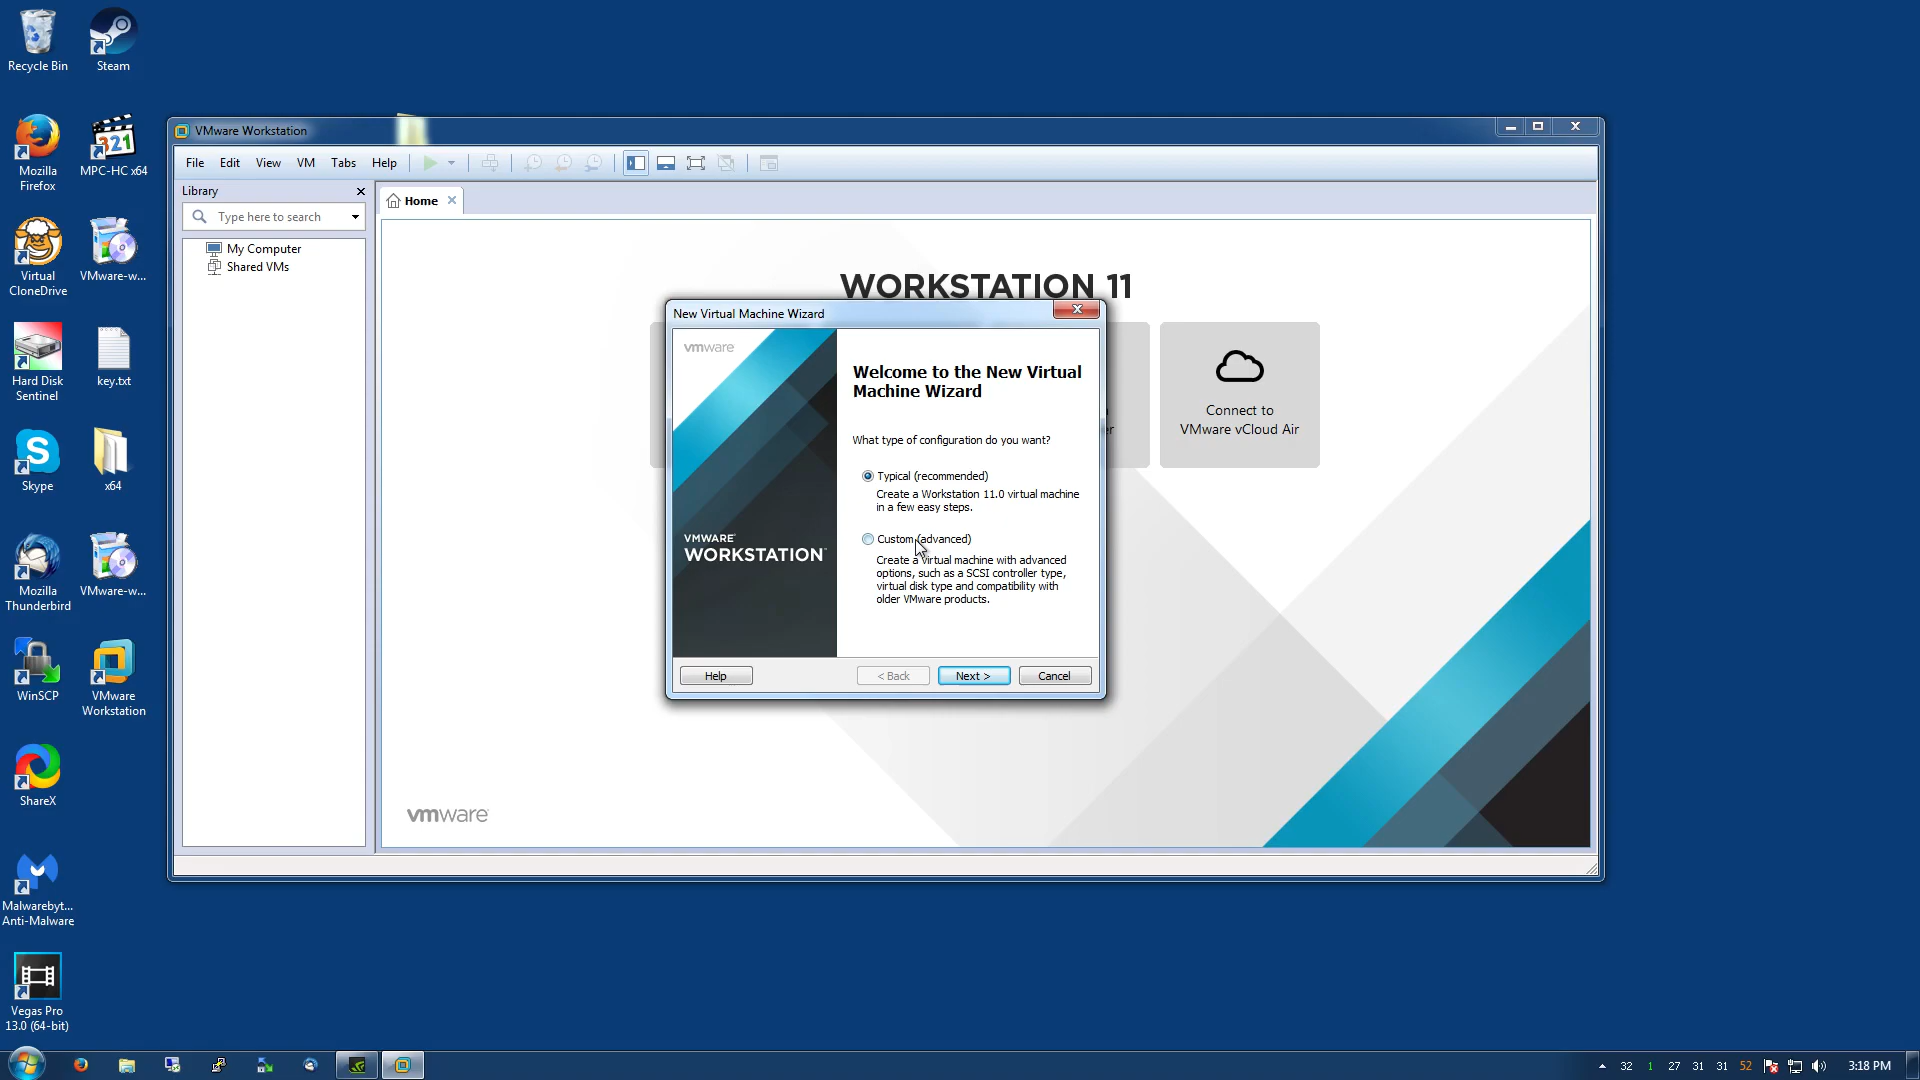 Recycle Bin
Steam
Mozilla
Firefox
MPC-HC x64
321
Virtual
CloneDrive
VMware-w...
Hard Disk
Sentinel
key.txt
Skype
x64
Mozilla
Thunderbird
VMware-w...
WinSCP
VMware
Workstation
ShareX
Malwarebyt...
Anti-Malware
Vegas Pro
13.0 (64-bit)
VMware Workstation
File Edit View VM Tabs Help
Library
Type here to search
My Computer
Shared VMs
Home
WORKSTATION 11
Connect to
VMware vCloud Air
er
vmware
New Virtual Machine Wizard
vmware
VMWARE
WORKSTATION
Welcome to the New Virtual
Machine Wizard
What type of configuration do you want?
Typical (recommended)
Create a Workstation 11.0 virtual machine
in a few easy steps.
Custom (advanced)
Create a virtual machine with advanced
options, such as a SCSI controller type,
virtual disk type and compatibility with
older VMware products.
Help
< Back
Next >
Cancel
32 1 27 31 31 52
3:18 PM